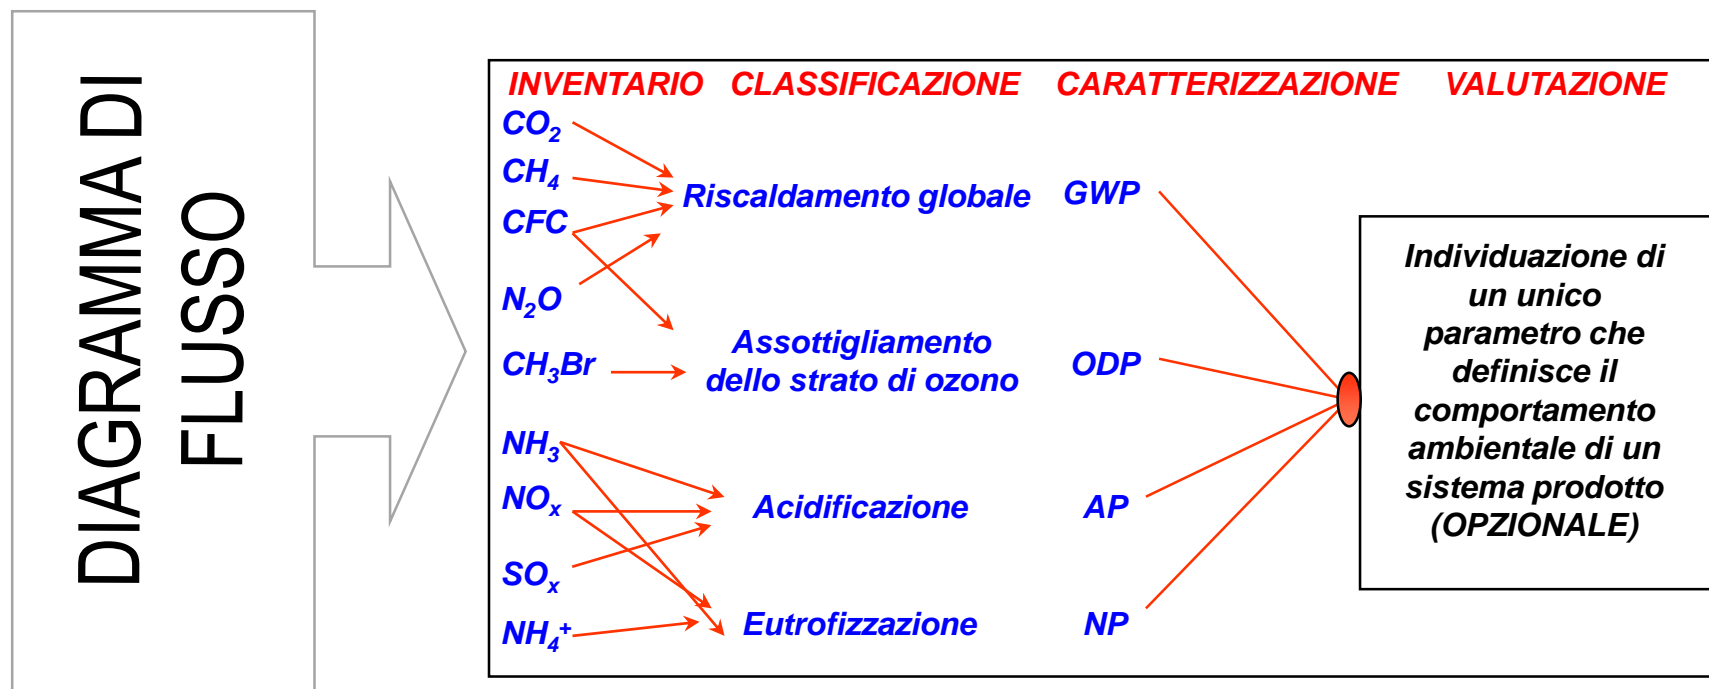 DIAGRAMMA DI
FLUSSO
INVENTARIO CLASSIFICAZIONE CARATTERIZZAZIONE VALUTAZIONE
CO₂
CH₄
Riscaldamento globale GWP
CFC
N₂O
CH₃Br
Assottigliamento
dello strato di ozono
ODP
NH₃
NOₓ
Acidificazione AP
SOₓ
NH₄⁺
Eutrofizzazione NP
Individuazione di
un unico
parametro che
definisce il
comportamento
ambientale di un
sistema prodotto
(OPZIONALE)